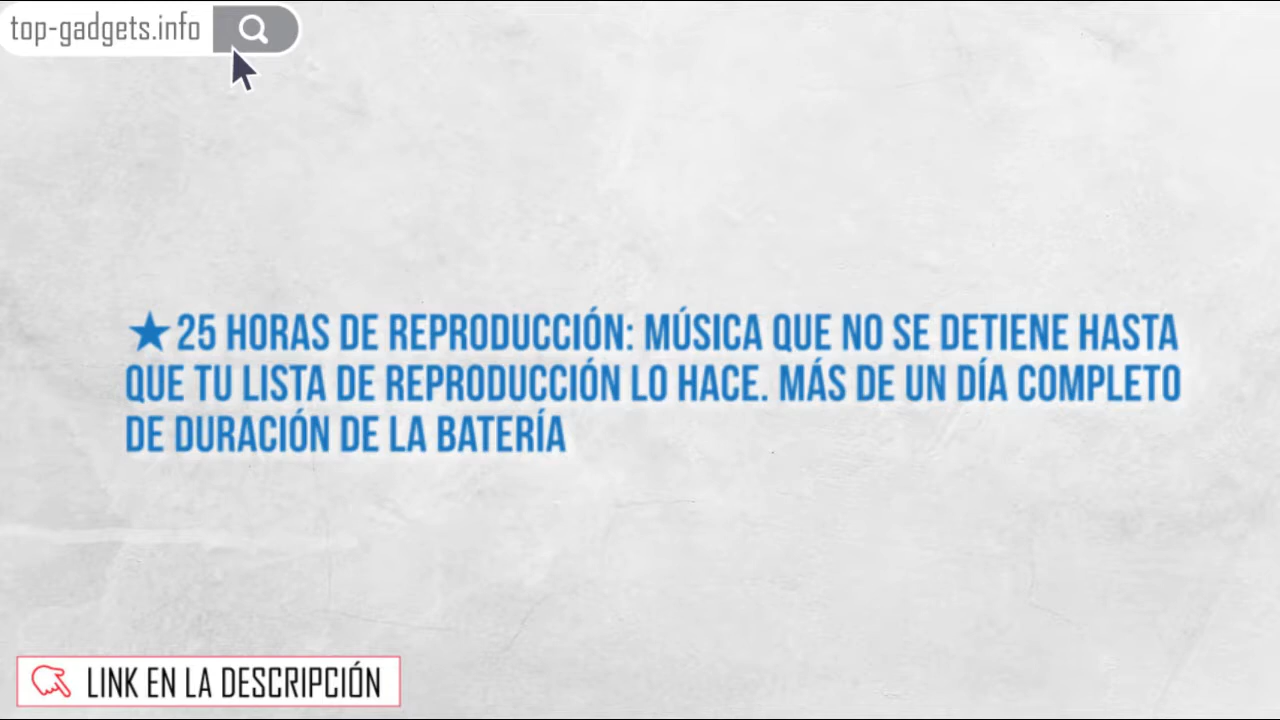 top-gadgets.info
★25 HORAS DE REPRODUCCIÓN: MÚSICA QUE NO SE DETIENE HASTA
QUE TU LISTA DE REPRODUCCIÓN LO HACE. MÁS DE UN DÍA COMPLETO
DE DURACIÓN DE LA BATERÍA
LINK EN LA DESCRIPCIÓN